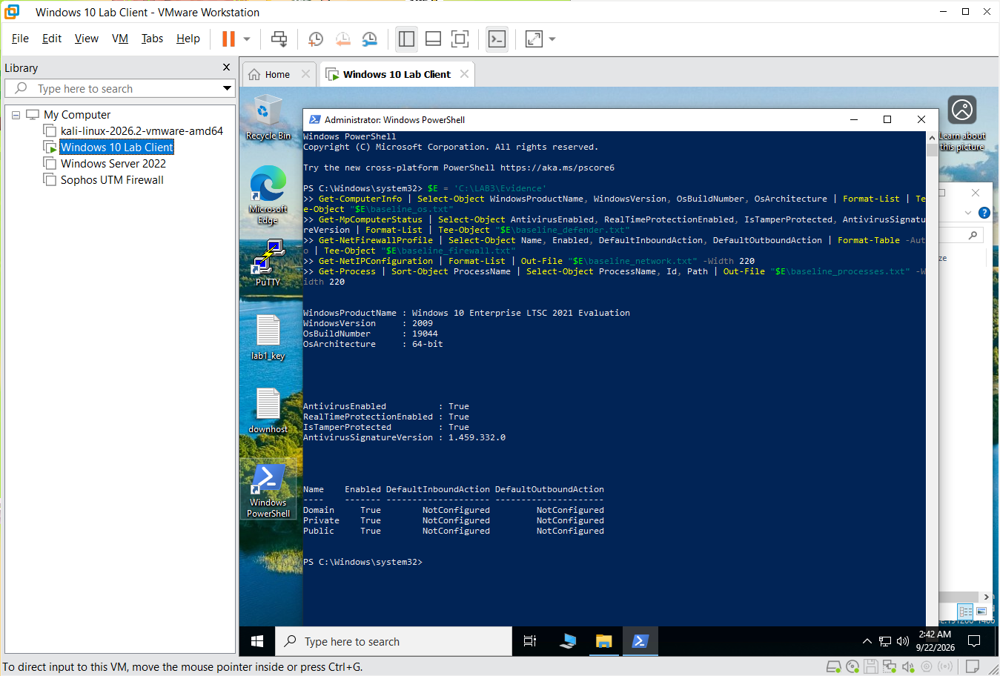 Windows 10 Lab Client - VMware Workstation
File Edit View VM Tabs Help
Library
Type here to search
My Computer
kali-linux-2026.2-vmware-amd64
Windows 10 Lab Client
Windows Server 2022
Sophos UTM Firewall
Home
Windows 10 Lab Client
Recycle Bin
Microsoft
Edge
PuTTY
lab1_key
downhost
Windows
PowerShell
Learn about
this picture
Administrator: Windows PowerShell
Windows PowerShell
Copyright (C) Microsoft Corporation. All rights reserved.
Try the new cross-platform PowerShell https://aka.ms/pscore6
PS C:\Windows\system32> $E = 'C:\LAB3\Evidence'
>> Get-ComputerInfo | Select-Object WindowsProductName, WindowsVersion, OsBuildNumber, OsArchitecture | Format-List | Te
e-Object "$E\baseline_os.txt"
>> Get-MpComputerStatus | Select-Object AntivirusEnabled, RealTimeProtectionEnabled, IsTamperProtected, AntivirusSignatu
reVersion | Format-List | Tee-Object "$E\baseline_defender.txt"
>> Get-NetFirewallProfile | Select-Object Name, Enabled, DefaultInboundAction, DefaultOutboundAction | Format-Table -Aut
o | Tee-Object "$E\baseline_firewall.txt"
>> Get-NetIPConfiguration | Format-List | Out-File "$E\baseline_network.txt" -Width 220
>> Get-Process | Sort-Object ProcessName | Select-Object ProcessName, Id, Path | Out-File "$E\baseline_processes.txt" -W
idth 220
WindowsProductName : Windows 10 Enterprise LTSC 2021 Evaluation
WindowsVersion : 2009
OsBuildNumber : 19044
OsArchitecture : 64-bit
AntivirusEnabled : True
RealTimeProtectionEnabled : True
IsTamperProtected : True
AntivirusSignatureVersion : 1.459.332.0
Name Enabled DefaultInboundAction DefaultOutboundAction
---- ------- -------------------- ---------------------
Domain True NotConfigured NotConfigured
Private True NotConfigured NotConfigured
Public True NotConfigured NotConfigured
PS C:\Windows\system32>
ze
Type here to search
2:42 AM
9/22/2026
To direct input to this VM, move the mouse pointer inside or press Ctrl+G.